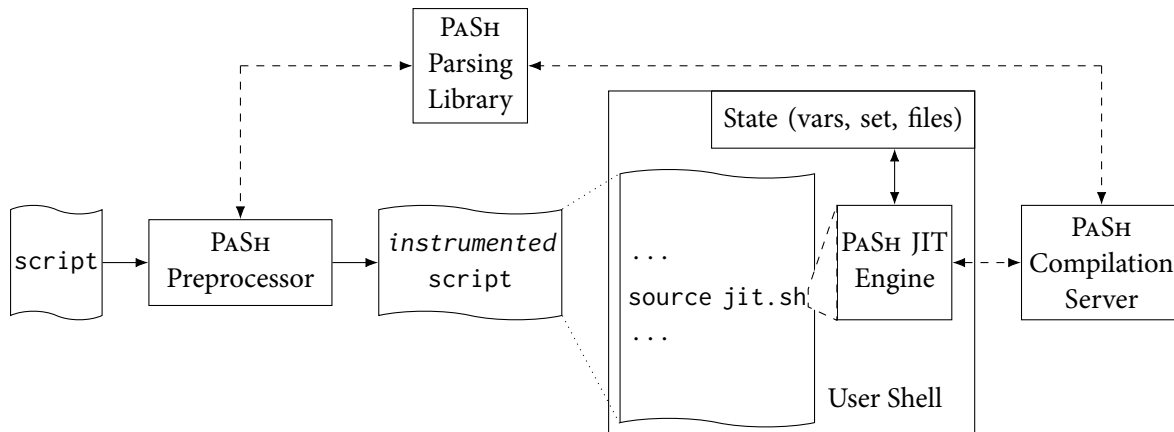 PaSh
Parsing
Library
State (vars, set, files)
script
PaSh
Preprocessor
instrumented
script
...
source jit.sh
...
PaSh JIT
Engine
PaSh
Compilation
Server
User Shell